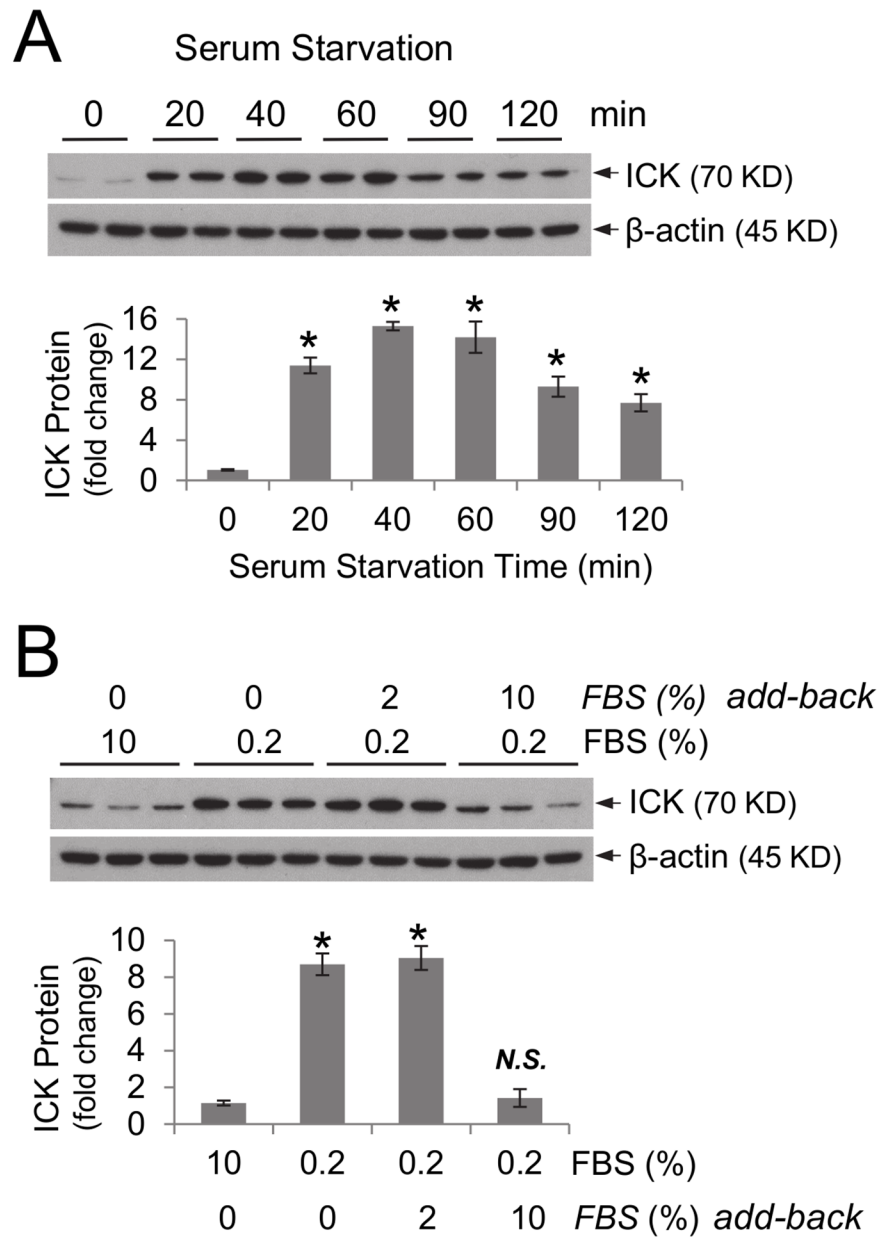 A
Serum Starvation
0 20 40 60 90 120 min
ICK (70 KD)
β-actin (45 KD)
ICK Protein
(fold change)
16
12
8
4
0
* * * * *
0 20 40 60 90 120
Serum Starvation Time (min)
B
0 0 2 10 FBS (%) add-back
10 0.2 0.2 0.2 FBS (%)
ICK (70 KD)
β-actin (45 KD)
ICK Protein
(fold change)
10
8
6
4
2
0
* * N.S.
10 0.2 0.2 0.2 FBS (%)
0 0 2 10 FBS (%) add-back